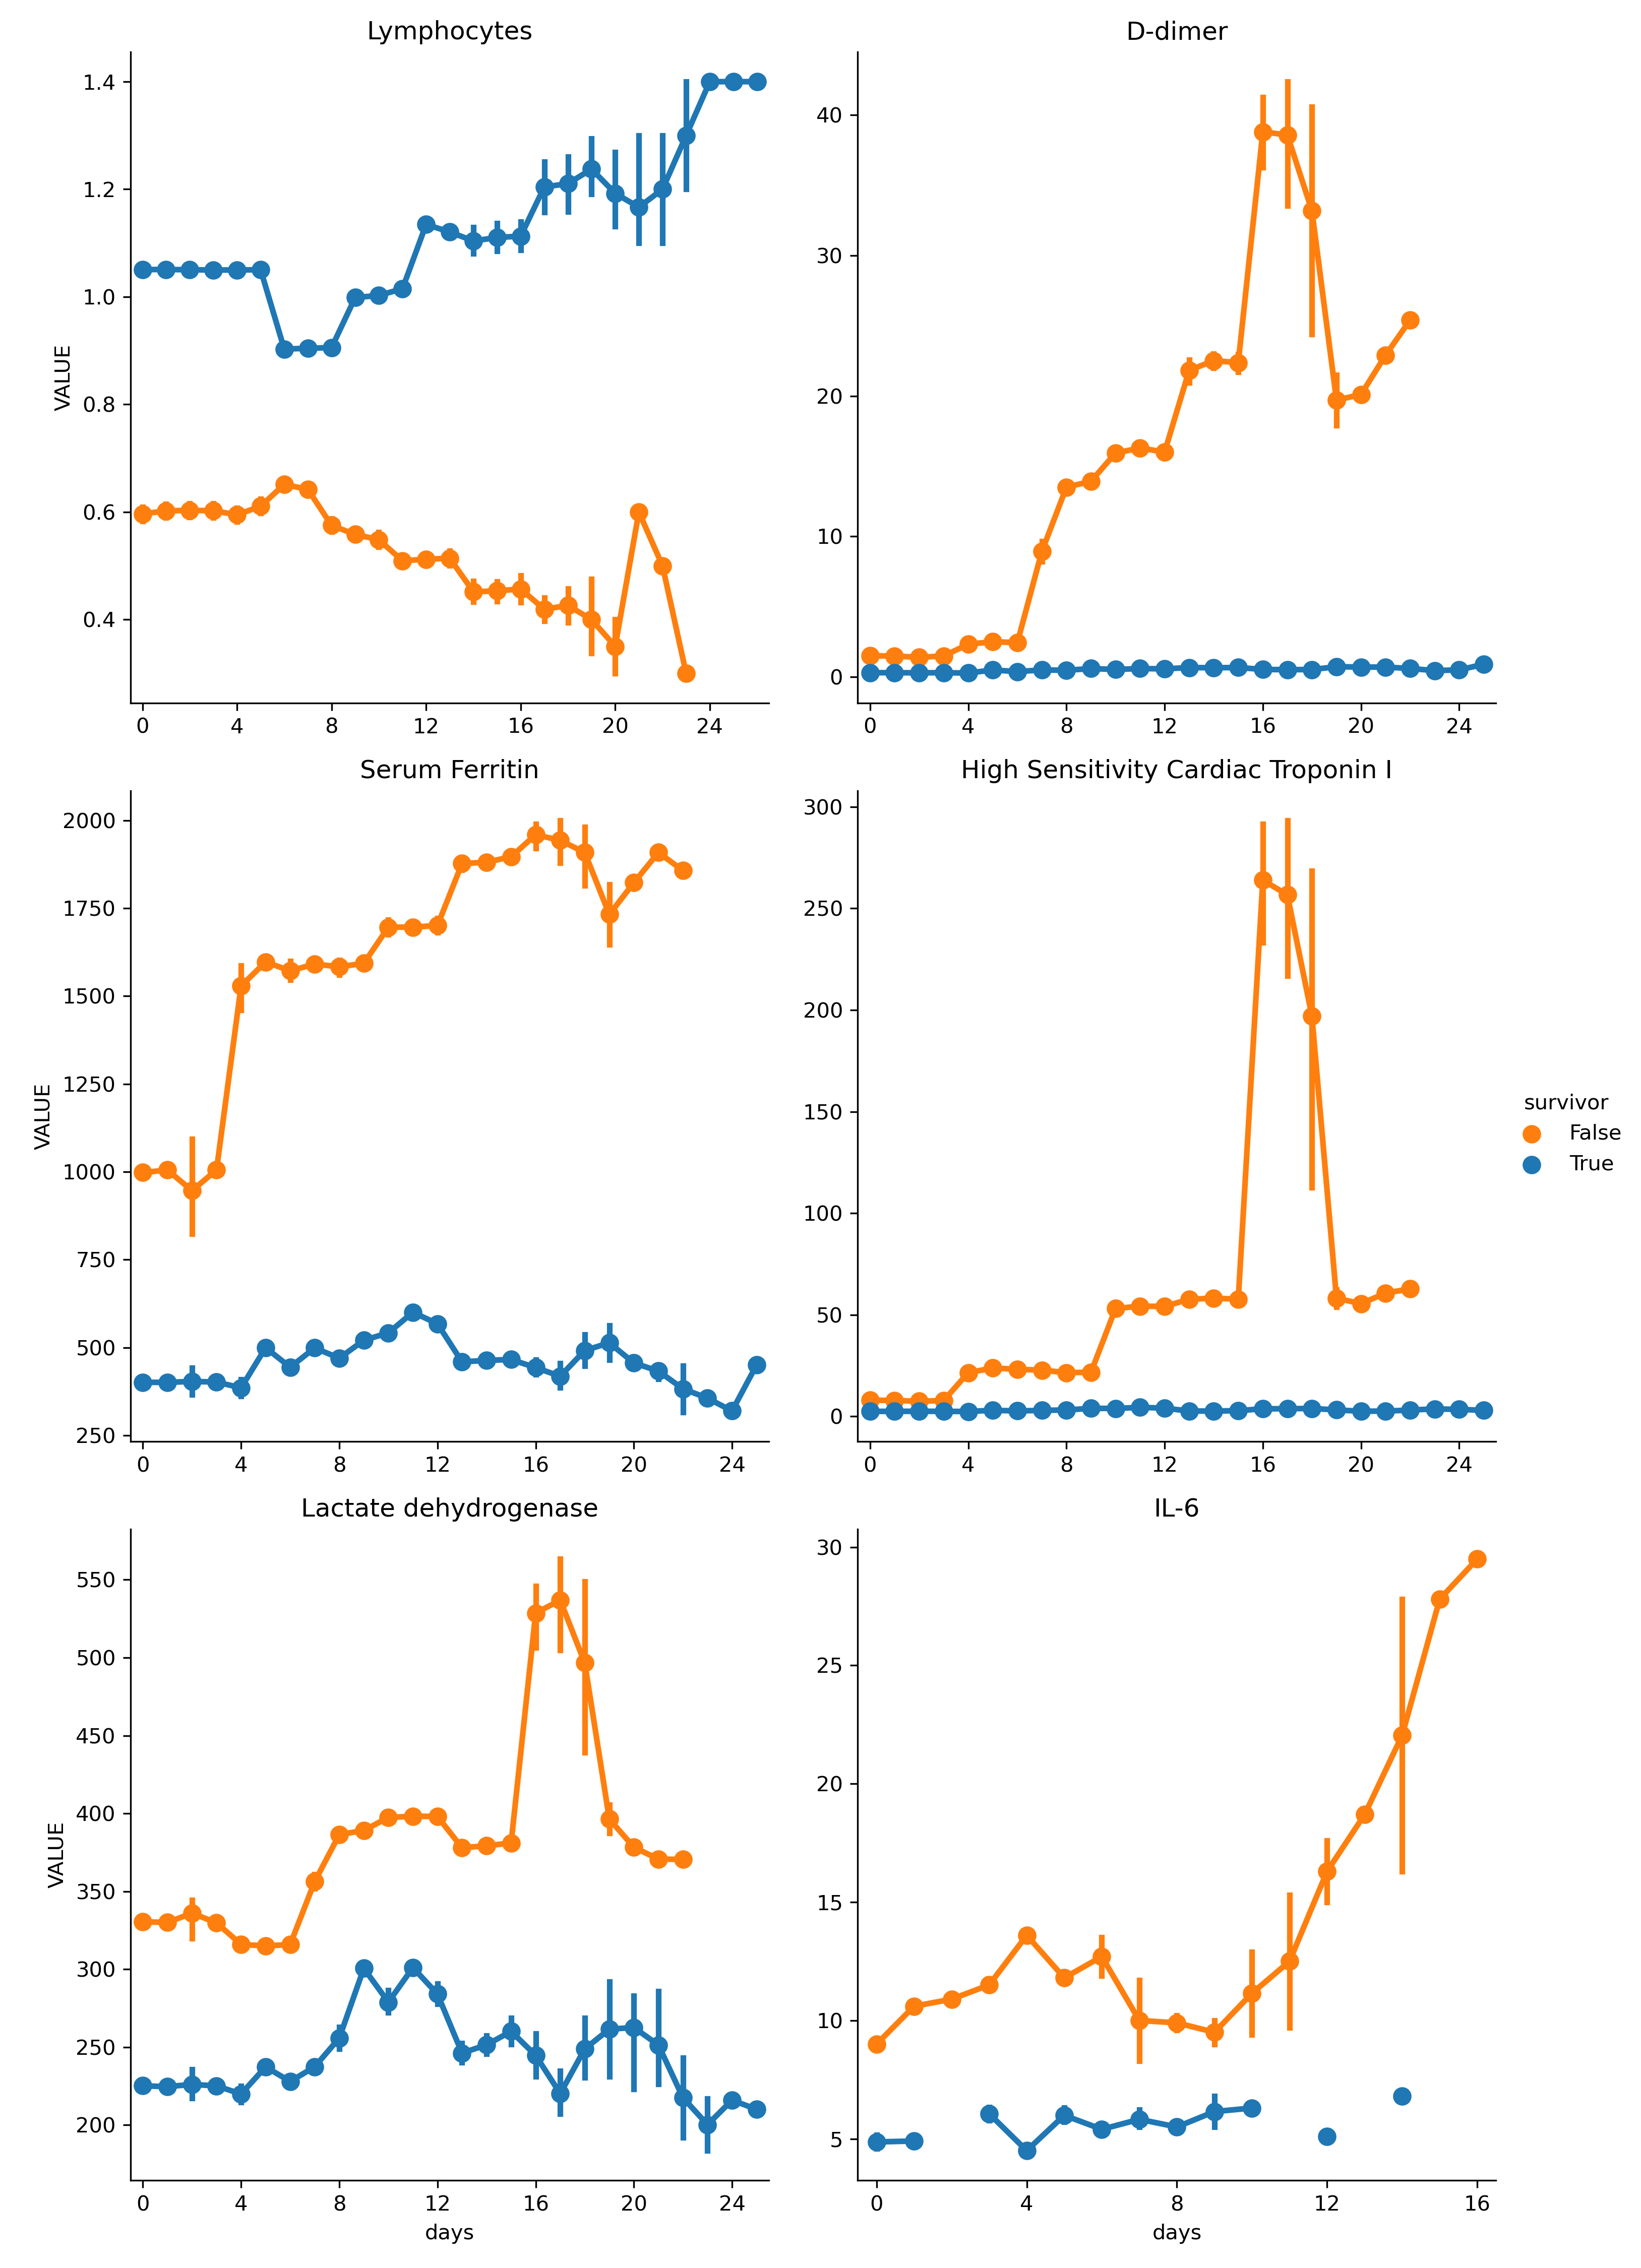 Lymphocytes
VALUE
1.4
1.2
1.0
0.8
0.6
0.4
0 4 8 12 16 20 24
D-dimer
40
30
20
10
0
0 4 8 12 16 20 24
Serum Ferritin
VALUE
2000
1750
1500
1250
1000
750
500
250
0 4 8 12 16 20 24
High Sensitivity Cardiac Troponin I
300
250
200
150
100
50
0
0 4 8 12 16 20 24
survivor
False
True
Lactate dehydrogenase
VALUE
550
500
450
400
350
300
250
200
0 4 8 12 16 20 24
days
IL-6
30
25
20
15
10
5
0 4 8 12 16
days